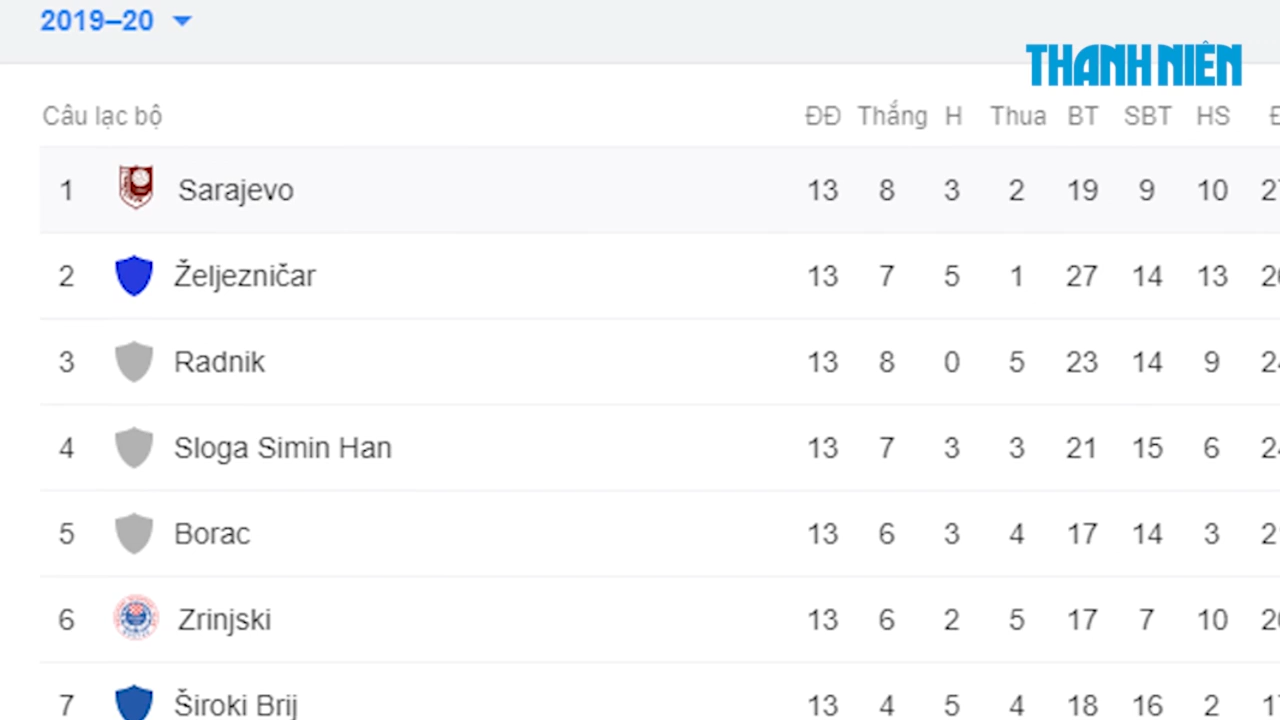 2019–20
THANH NIÊN
Câu lạc bộ ĐĐ Thắng H Thua BT SBT HS
1 Sarajevo 13 8 3 2 19 9 10
2 Željezničar 13 7 5 1 27 14 13
3 Radnik 13 8 0 5 23 14 9
4 Sloga Simin Han 13 7 3 3 21 15 6
5 Borac 13 6 3 4 17 14 3
6 Zrinjski 13 6 2 5 17 7 10
7 Široki Brij 13 4 5 4 18 16 2